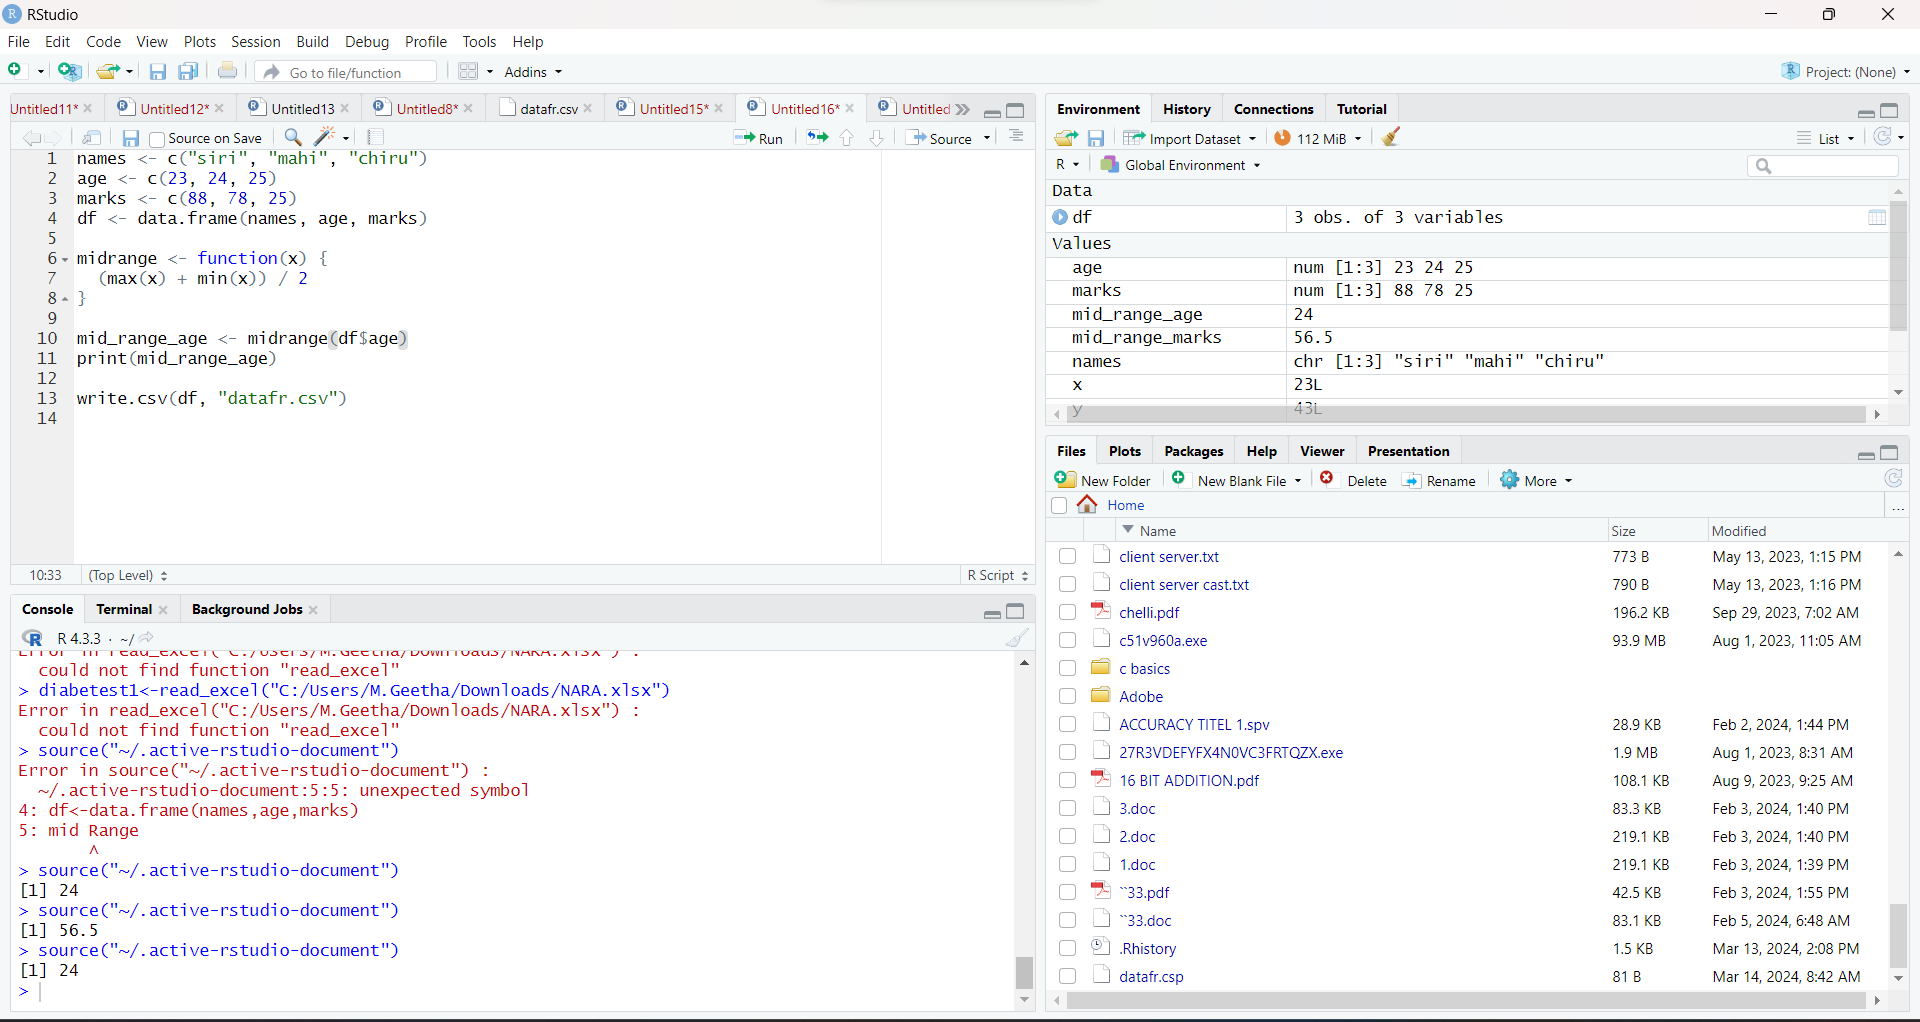 RStudio
File Edit Code View Plots Session Build Debug Profile Tools Help
Go to file/function Addins Project: (None)
Untitled11* Untitled12* Untitled13 Untitled8* datafr.csv Untitled15* Untitled16* Untitled
Source on Save Run Source
1 names <- c("siri", "mahi", "chiru")
2 age <- c(23, 24, 25)
3 marks <- c(88, 78, 25)
4 df <- data.frame(names, age, marks)
5
6 midrange <- function(x) {
7 (max(x) + min(x)) / 2
8 }
9
10 mid_range_age <- midrange(df$age)
11 print(mid_range_age)
12
13 write.csv(df, "datafr.csv")
14
10:33 (Top Level) R Script
Console Terminal Background Jobs
R 4.3.3 · ~/
Error in read_excel("C:/Users/M.Geetha/Downloads/NARA.xlsx") :
could not find function "read_excel"
> diabetest1<-read_excel("C:/Users/M.Geetha/Downloads/NARA.xlsx")
Error in read_excel("C:/Users/M.Geetha/Downloads/NARA.xlsx") :
could not find function "read_excel"
> source("~/.active-rstudio-document")
Error in source("~/.active-rstudio-document") :
~/.active-rstudio-document:5:5: unexpected symbol
4: df<-data.frame(names,age,marks)
5: mid Range
^
> source("~/.active-rstudio-document")
[1] 24
> source("~/.active-rstudio-document")
[1] 56.5
> source("~/.active-rstudio-document")
[1] 24
>
Environment History Connections Tutorial
Import Dataset 112 MiB List
R Global Environment
Data
df 3 obs. of 3 variables
Values
age num [1:3] 23 24 25
marks num [1:3] 88 78 25
mid_range_age 24
mid_range_marks 56.5
names chr [1:3] "siri" "mahi" "chiru"
x 23L
y 43L
Files Plots Packages Help Viewer Presentation
New Folder New Blank File Delete Rename More
Home ...
Name Size Modified
client server.txt 773 B May 13, 2023, 1:15 PM
client server cast.txt 790 B May 13, 2023, 1:16 PM
chelli.pdf 196.2 KB Sep 29, 2023, 7:02 AM
c51v960a.exe 93.9 MB Aug 1, 2023, 11:05 AM
c basics
Adobe
ACCURACY TITEL 1.spv 28.9 KB Feb 2, 2024, 1:44 PM
27R3VDEFYFX4N0VC3FRTQZX.exe 1.9 MB Aug 1, 2023, 8:31 AM
16 BIT ADDITION.pdf 108.1 KB Aug 9, 2023, 9:25 AM
3.doc 83.3 KB Feb 3, 2024, 1:40 PM
2.doc 219.1 KB Feb 3, 2024, 1:40 PM
1.doc 219.1 KB Feb 3, 2024, 1:39 PM
``33.pdf 42.5 KB Feb 3, 2024, 1:55 PM
``33.doc 83.1 KB Feb 5, 2024, 6:48 AM
.Rhistory 1.5 KB Mar 13, 2024, 2:08 PM
datafr.csp 81 B Mar 14, 2024, 8:42 AM